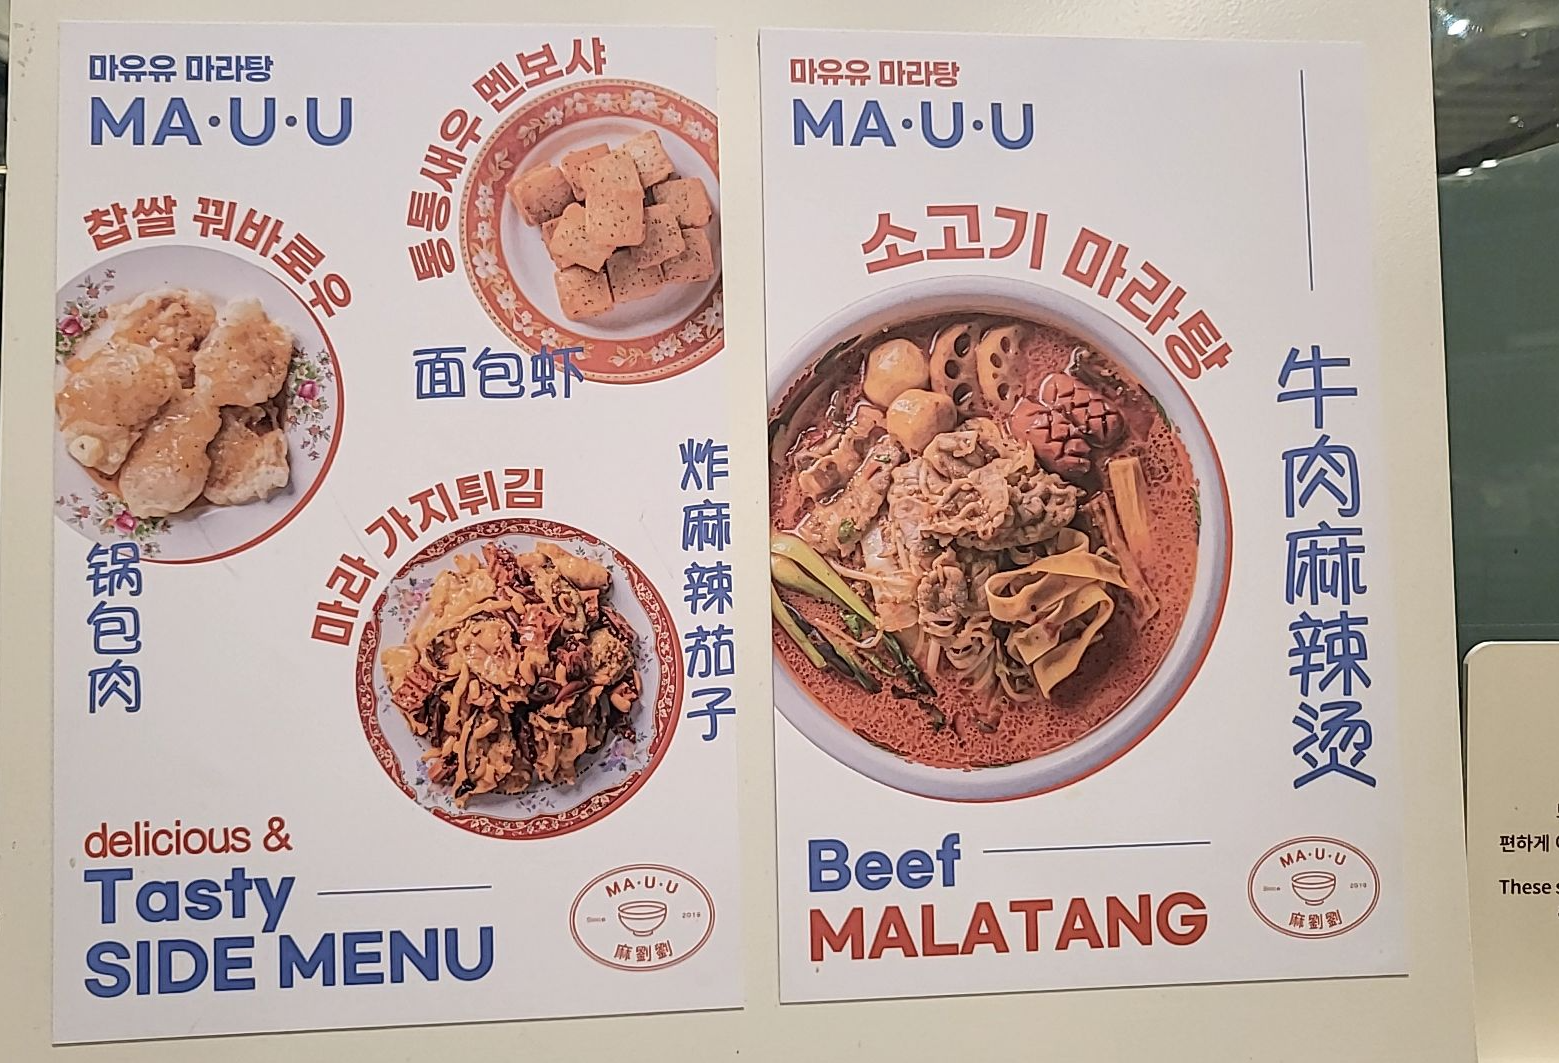 마유유 마라탕
MA·U·U
찹쌀 꿔바로우
锅包肉
통통새우 멘보샤
面包虾
마라 가지튀김
炸麻辣茄子
delicious &
Tasty
SIDE MENU
MA·U·U
Since 2019
麻劉劉
마유유 마라탕
MA·U·U
소고기 마라탕
牛肉麻辣烫
Beef
MALATANG
MA·U·U
Since 2019
麻劉劉
편하게
These